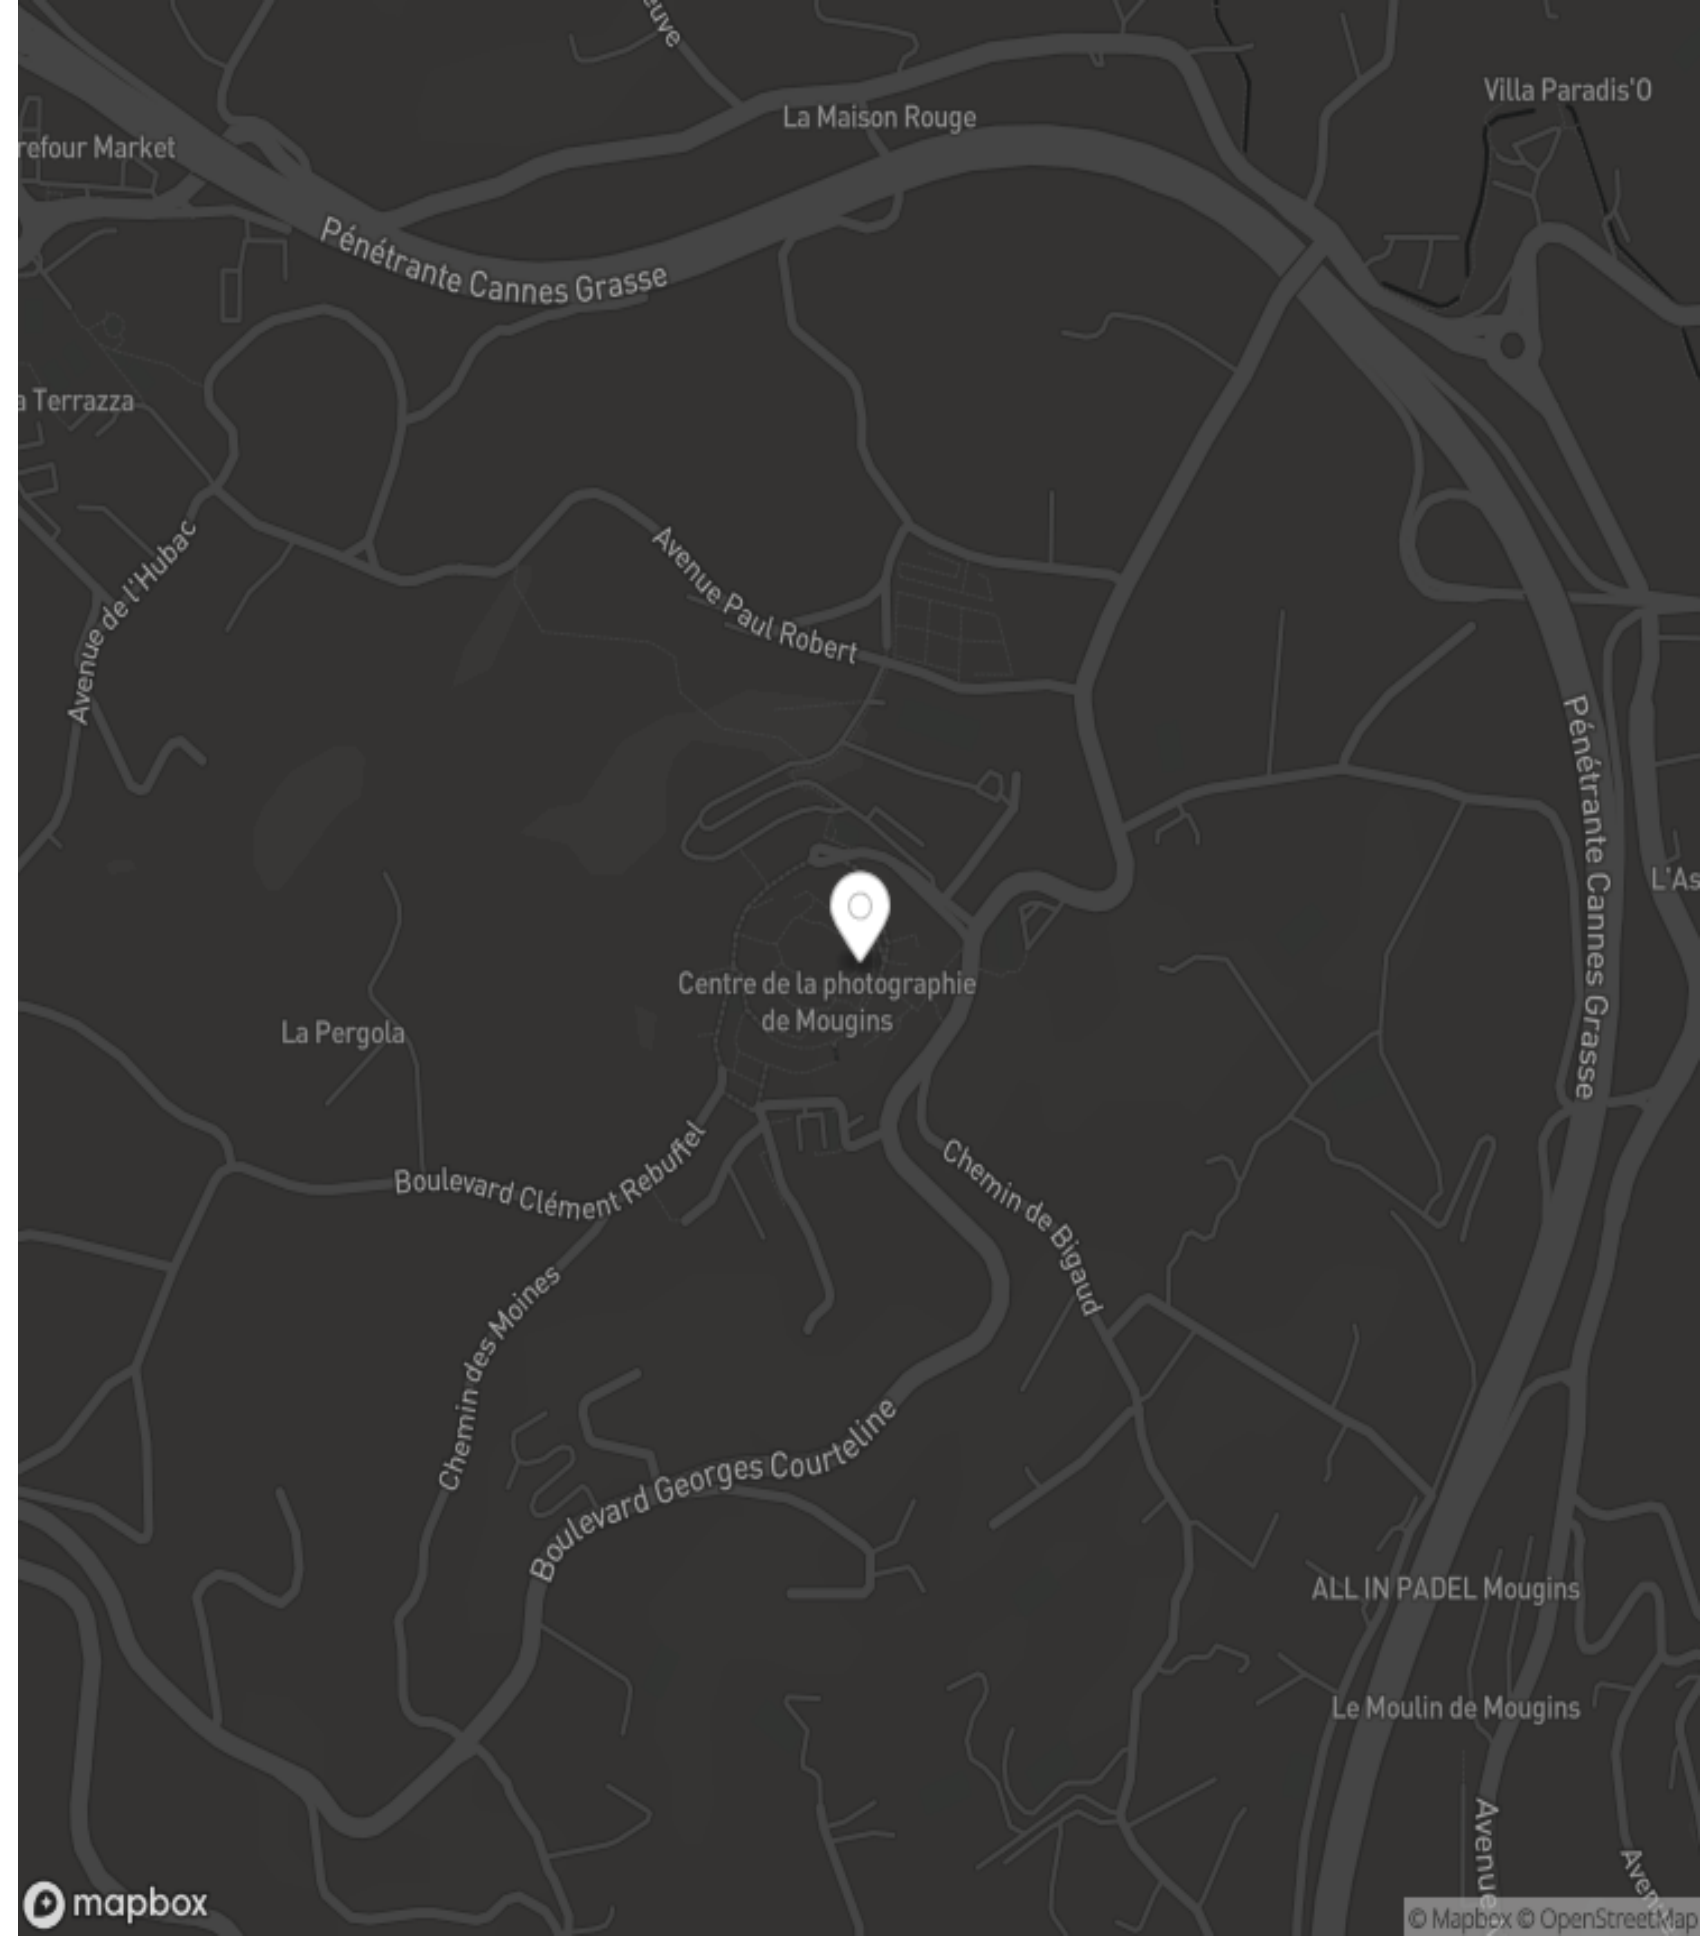 euve
Villa Paradis'O
La Maison Rouge
refour Market
Pénétrante Cannes Grasse
a Terrazza
Avenue de l'Hubac
Avenue Paul Robert
Pénétrante Cannes Grasse
L'As
Centre de la photographie
de Mougins
La Pergola
Boulevard Clément Rebuffel
Chemin de Bigaud
Chemin des Moines
Boulevard Georges Courteline
ALL IN PADEL Mougins
Le Moulin de Mougins
Avenue
Aven
mapbox
© Mapbox © OpenStreetMap